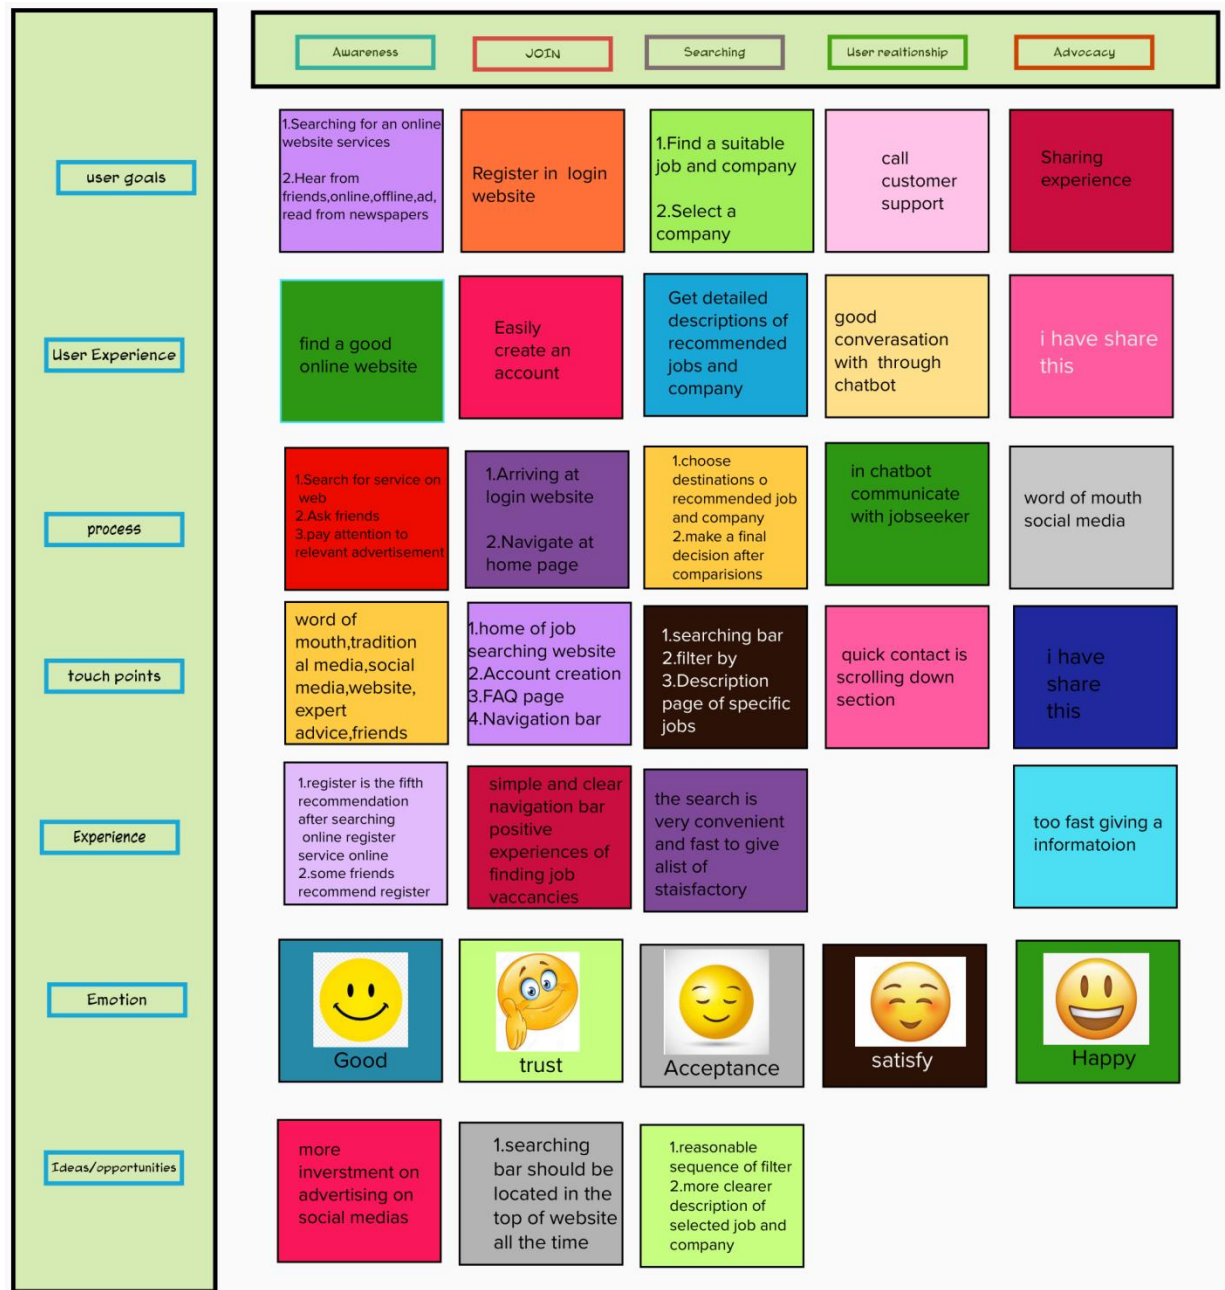 Awareness
JOIN
Searching
User realtionship
Advocacy
user goals
1.Searching for an online
website services
2.Hear from
friends,online,offline,ad,
read from newspapers
Register in login
website
1.Find a suitable
job and company
2.Select a
company
call
customer
support
Sharing
experience
User Experience
find a good
online website
Easily
create an
account
Get detailed
descriptions of
recommended
jobs and
company
good
converasation
with through
chatbot
i have share
this
process
1.Search for service on
web
2.Ask friends
3.pay attention to
relevant advertisement
1.Arriving at
login website
2.Navigate at
home page
1.choose
destinations o
recommended job
and company
2.make a final
decision after
comparisions
in chatbot
communicate
with jobseeker
word of mouth
social media
touch points
word of
mouth,tradition
al media,social
media,website,
expert
advice,friends
1.home of job
searching website
2.Account creation
3.FAQ page
4.Navigation bar
1.searching bar
2.filter by
3.Description
page of specific
jobs
quick contact is
scrolling down
section
i have
share
this
Experience
1.register is the fifth
recommendation
after searching
online register
service online
2.some friends
recommend register
simple and clear
navigation bar
positive
experiences of
finding job
vaccancies
the search is
very convenient
and fast to give
alist of
staisfactory
too fast giving a
informatoion
Emotion
Good
trust
Acceptance
satisfy
Happy
Ideas/opportunities
more
inverstment on
advertising on
social medias
1.searching
bar should be
located in the
top of website
all the time
1.reasonable
sequence of filter
2.more clearer
description of
selected job and
company